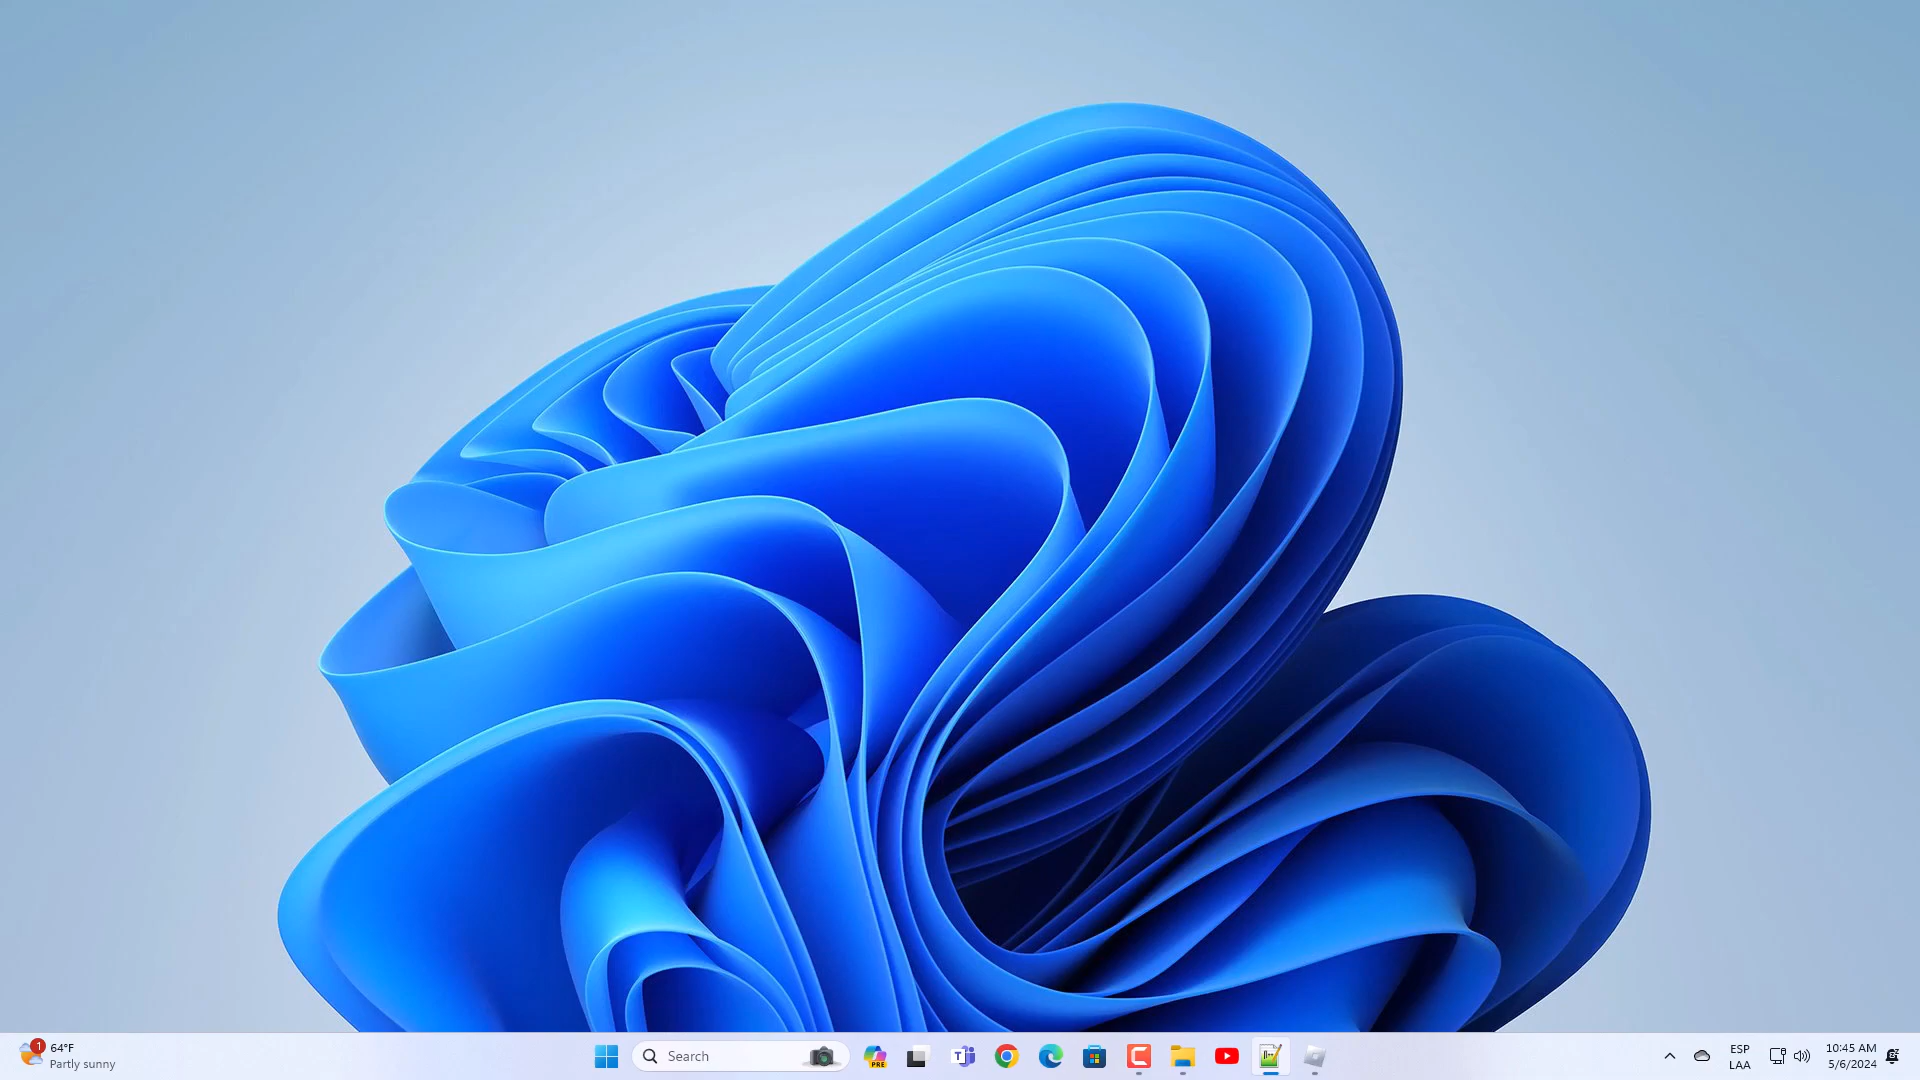 1
64°F
Partly sunny
Search
PRE
ESP
LAA
10:45 AM
5/6/2024